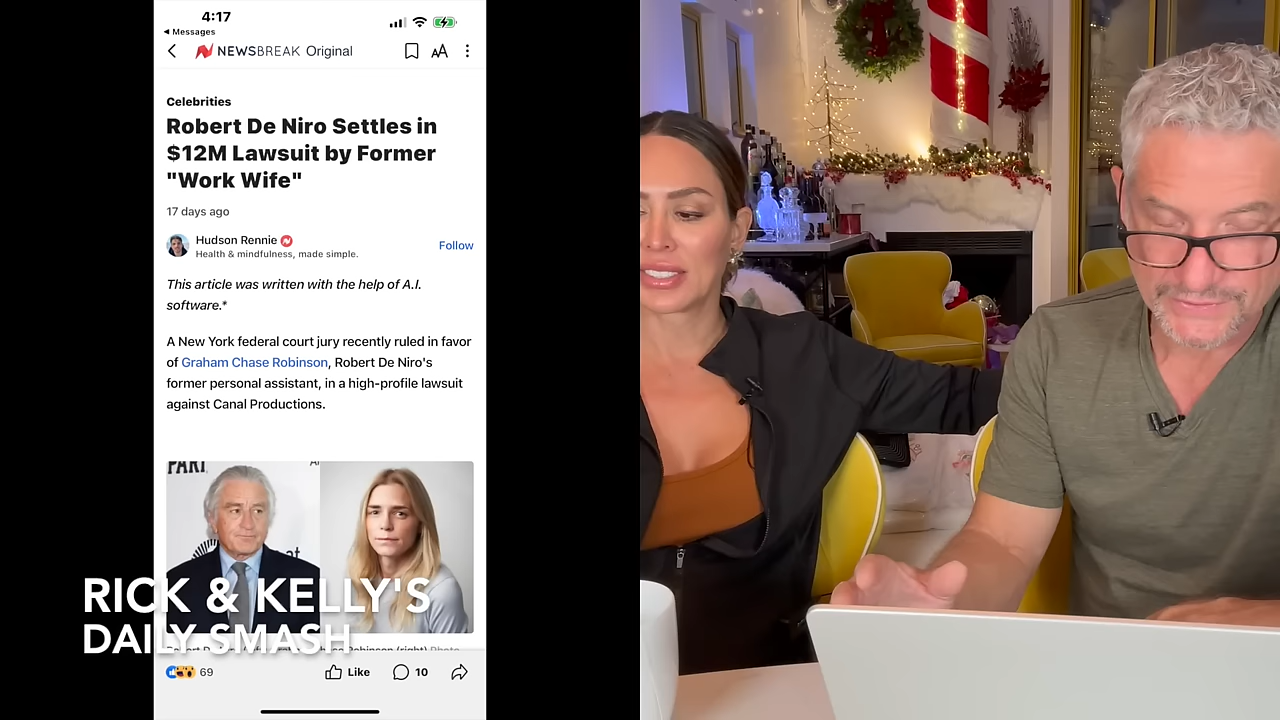 4:17
Messages
NEWSBREAK Original
AA
Celebrities
Robert De Niro Settles in
$12M Lawsuit by Former
"Work Wife"
17 days ago
Hudson Rennie
Health & mindfulness, made simple.
Follow
This article was written with the help of A.I.
software.*
A New York federal court jury recently ruled in favor
of Graham Chase Robinson, Robert De Niro's
former personal assistant, in a high-profile lawsuit
against Canal Productions.
RICK & KELLY'S
DAILY SMASH
Robinson (right)
69
Like
10